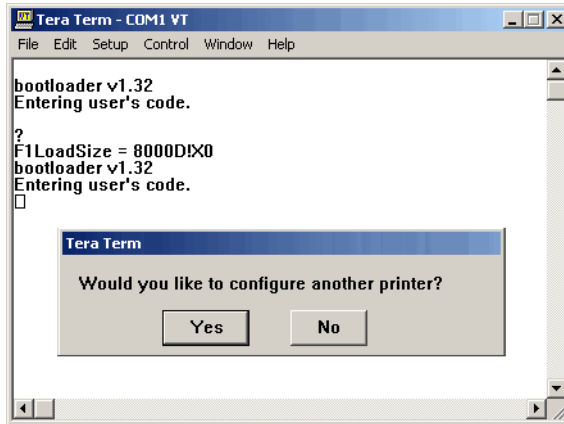 Tera Term - COM1 VT
File Edit Setup Control Window Help
bootloader v1.32
Entering user's code.
?
F1LoadSize = 8000D!X0
bootloader v1.32
Entering user's code.
Tera Term
Would you like to configure another printer?
Yes No